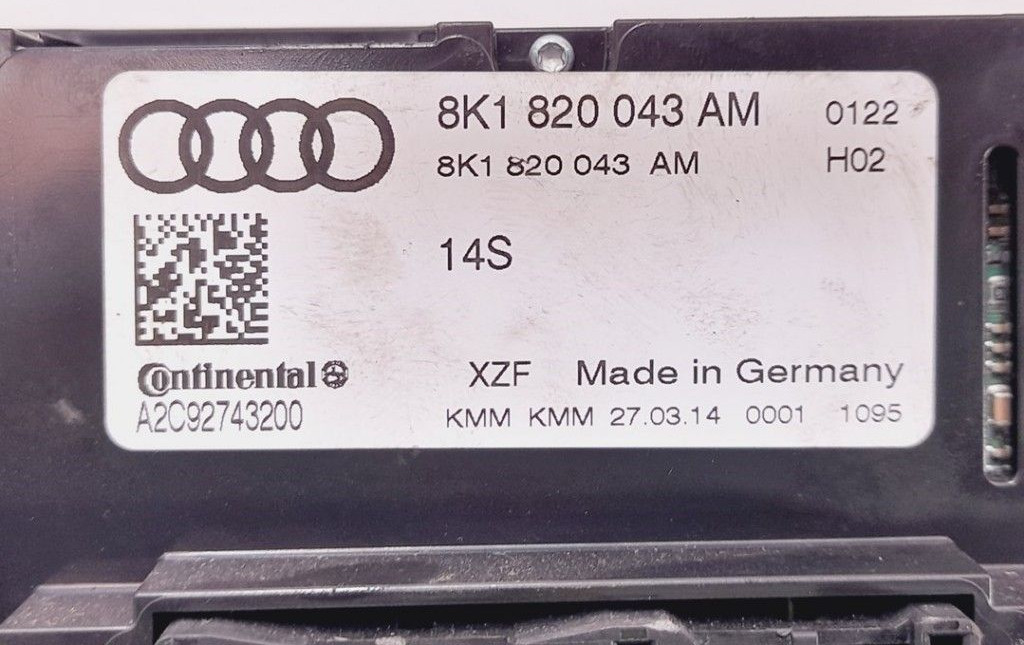 8K1 820 043 AM 0122
8K1 820 043 AM H02
14S
Continental XZF Made in Germany
A2C92743200 KMM KMM 27.03.14 0001 1095